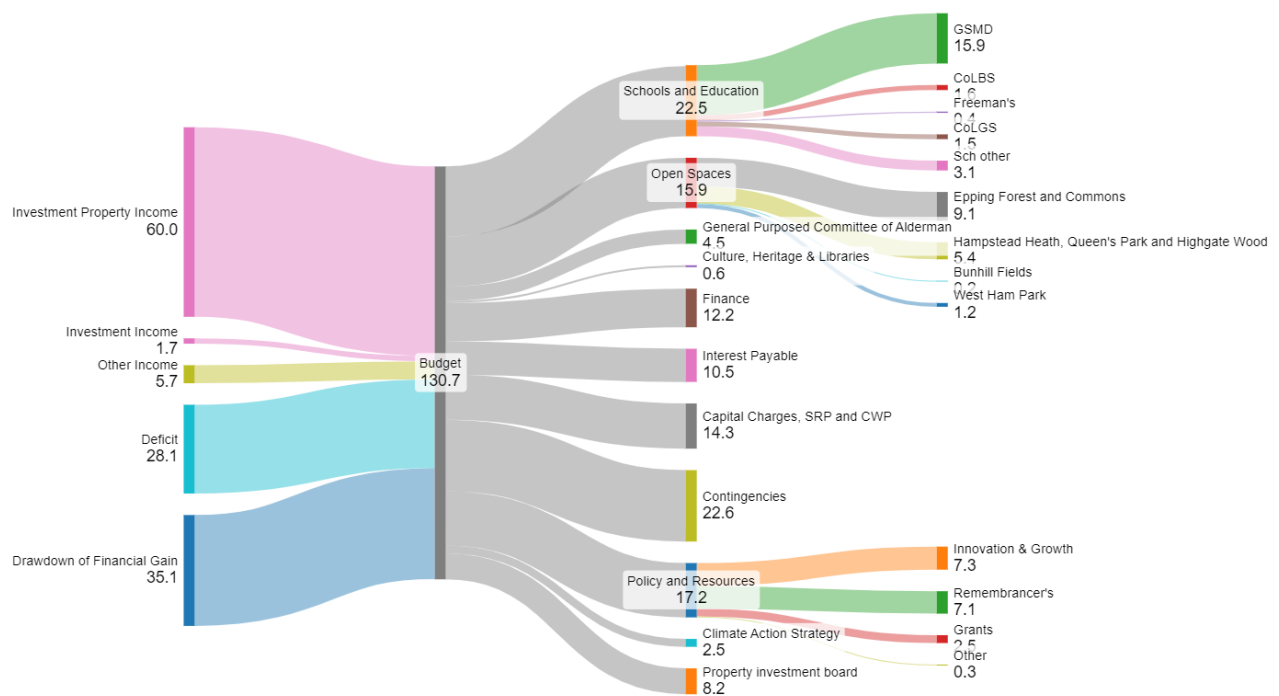 Investment Property Income
60.0
Investment Income
1.7
Other Income
5.7
Deficit
28.1
Drawdown of Financial Gain
35.1
Budget
130.7
Schools and Education
22.5
Open Spaces
15.9
General Purposed Committee of Alderman
4.5
Culture, Heritage & Libraries
0.6
Finance
12.2
Interest Payable
10.5
Capital Charges, SRP and CWP
14.3
Contingencies
22.6
Policy and Resources
17.2
Climate Action Strategy
2.5
Property investment board
8.2
GSMD
15.9
CoLBS
1.6
Freeman's
0.4
CoLGS
1.5
Sch other
3.1
Epping Forest and Commons
9.1
Hampstead Heath, Queen's Park and Highgate Wood
5.4
Bunhill Fields
0.2
West Ham Park
1.2
Innovation & Growth
7.3
Remembrancer's
7.1
Grants
2.5
Other
0.3